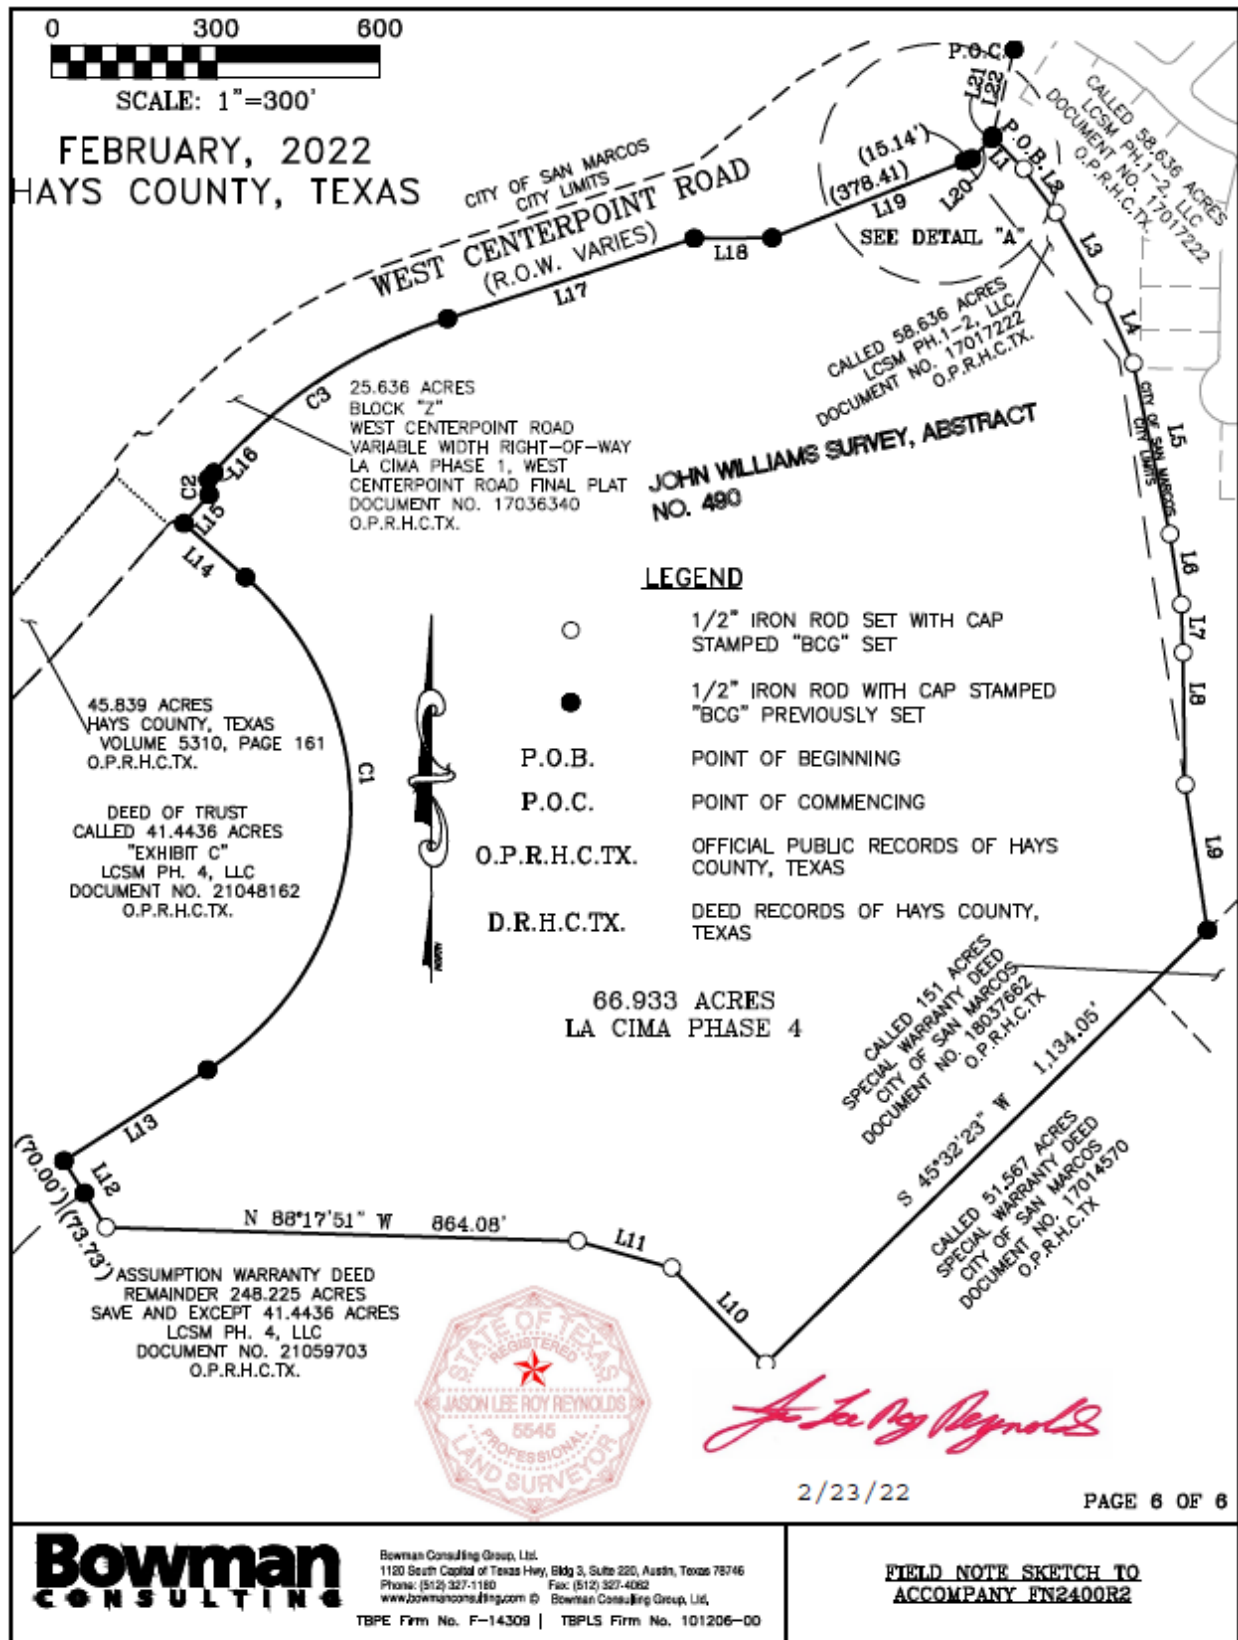 0 300 600
SCALE: 1"=300'
FEBRUARY, 2022
HAYS COUNTY, TEXAS
CITY OF SAN MARCOS
CITY LIMITS
WEST CENTERPOINT ROAD
(R.O.W. VARIES)
P.O.C.
L21
L22
P.O.B.
L1
L2
(15.14')
(378.41)
L19
L20
SEE DETAIL "A"
CALLED 58.636 ACRES
LCSM PH.1-2, LLC
DOCUMENT NO. 17017222
O.P.R.H.C.TX.
L3
L4
L18
L17
CALLED 58.636 ACRES
LCSM PH.1-2, LLC
DOCUMENT NO. 17017222
O.P.R.H.C.TX.
C3
25.636 ACRES
BLOCK "Z"
WEST CENTERPOINT ROAD
VARIABLE WIDTH RIGHT-OF-WAY
LA CIMA PHASE 1, WEST
CENTERPOINT ROAD FINAL PLAT
DOCUMENT NO. 17036340
O.P.R.H.C.TX.
JOHN WILLIAMS SURVEY, ABSTRACT
NO. 490
CITY OF SAN MARCOS
CITY LIMITS
L5
L16
C2
L15
L14
L6
L7
L8
L9
LEGEND
1/2" IRON ROD SET WITH CAP
STAMPED "BCG" SET
1/2" IRON ROD WITH CAP STAMPED
"BCG" PREVIOUSLY SET
P.O.B. POINT OF BEGINNING
P.O.C. POINT OF COMMENCING
O.P.R.H.C.TX. OFFICIAL PUBLIC RECORDS OF HAYS
COUNTY, TEXAS
D.R.H.C.TX. DEED RECORDS OF HAYS COUNTY,
TEXAS
45.839 ACRES
HAYS COUNTY, TEXAS
VOLUME 5310, PAGE 161
O.P.R.H.C.TX.
C1
DEED OF TRUST
CALLED 41.4436 ACRES
"EXHIBIT C"
LCSM PH. 4, LLC
DOCUMENT NO. 21048162
O.P.R.H.C.TX.
66.933 ACRES
LA CIMA PHASE 4
CALLED 151 ACRES
SPECIAL WARRANTY DEED
CITY OF SAN MARCOS
DOCUMENT NO. 18037662
O.P.R.H.C.TX
S 45°32'23" W 1,134.05'
CALLED 51.567 ACRES
SPECIAL WARRANTY DEED
CITY OF SAN MARCOS
DOCUMENT NO. 17014570
O.P.R.H.C.TX
L13
(70.00')
L12
(73.73')
N 88°17'51" W 864.08'
L11
L10
ASSUMPTION WARRANTY DEED
REMAINDER 248.225 ACRES
SAVE AND EXCEPT 41.4436 ACRES
LCSM PH. 4, LLC
DOCUMENT NO. 21059703
O.P.R.H.C.TX.
STATE OF TEXAS
REGISTERED
JASON LEE ROY REYNOLDS
5545
PROFESSIONAL
LAND SURVEYOR
Jason Lee Roy Reynolds
2/23/22
PAGE 6 OF 6
Bowman
CONSULTING
Bowman Consulting Group, Ltd.
1120 South Capital of Texas Hwy, Bldg 3, Suite 220, Austin, Texas 78746
Phone: (512) 327-1180 Fax: (512) 327-4062
www.bowmanconsulting.com © Bowman Consulting Group, Ltd.
TBPE Firm No. F-14309 | TBPLS Firm No. 101206-00
FIELD NOTE SKETCH TO
ACCOMPANY FN2400R2